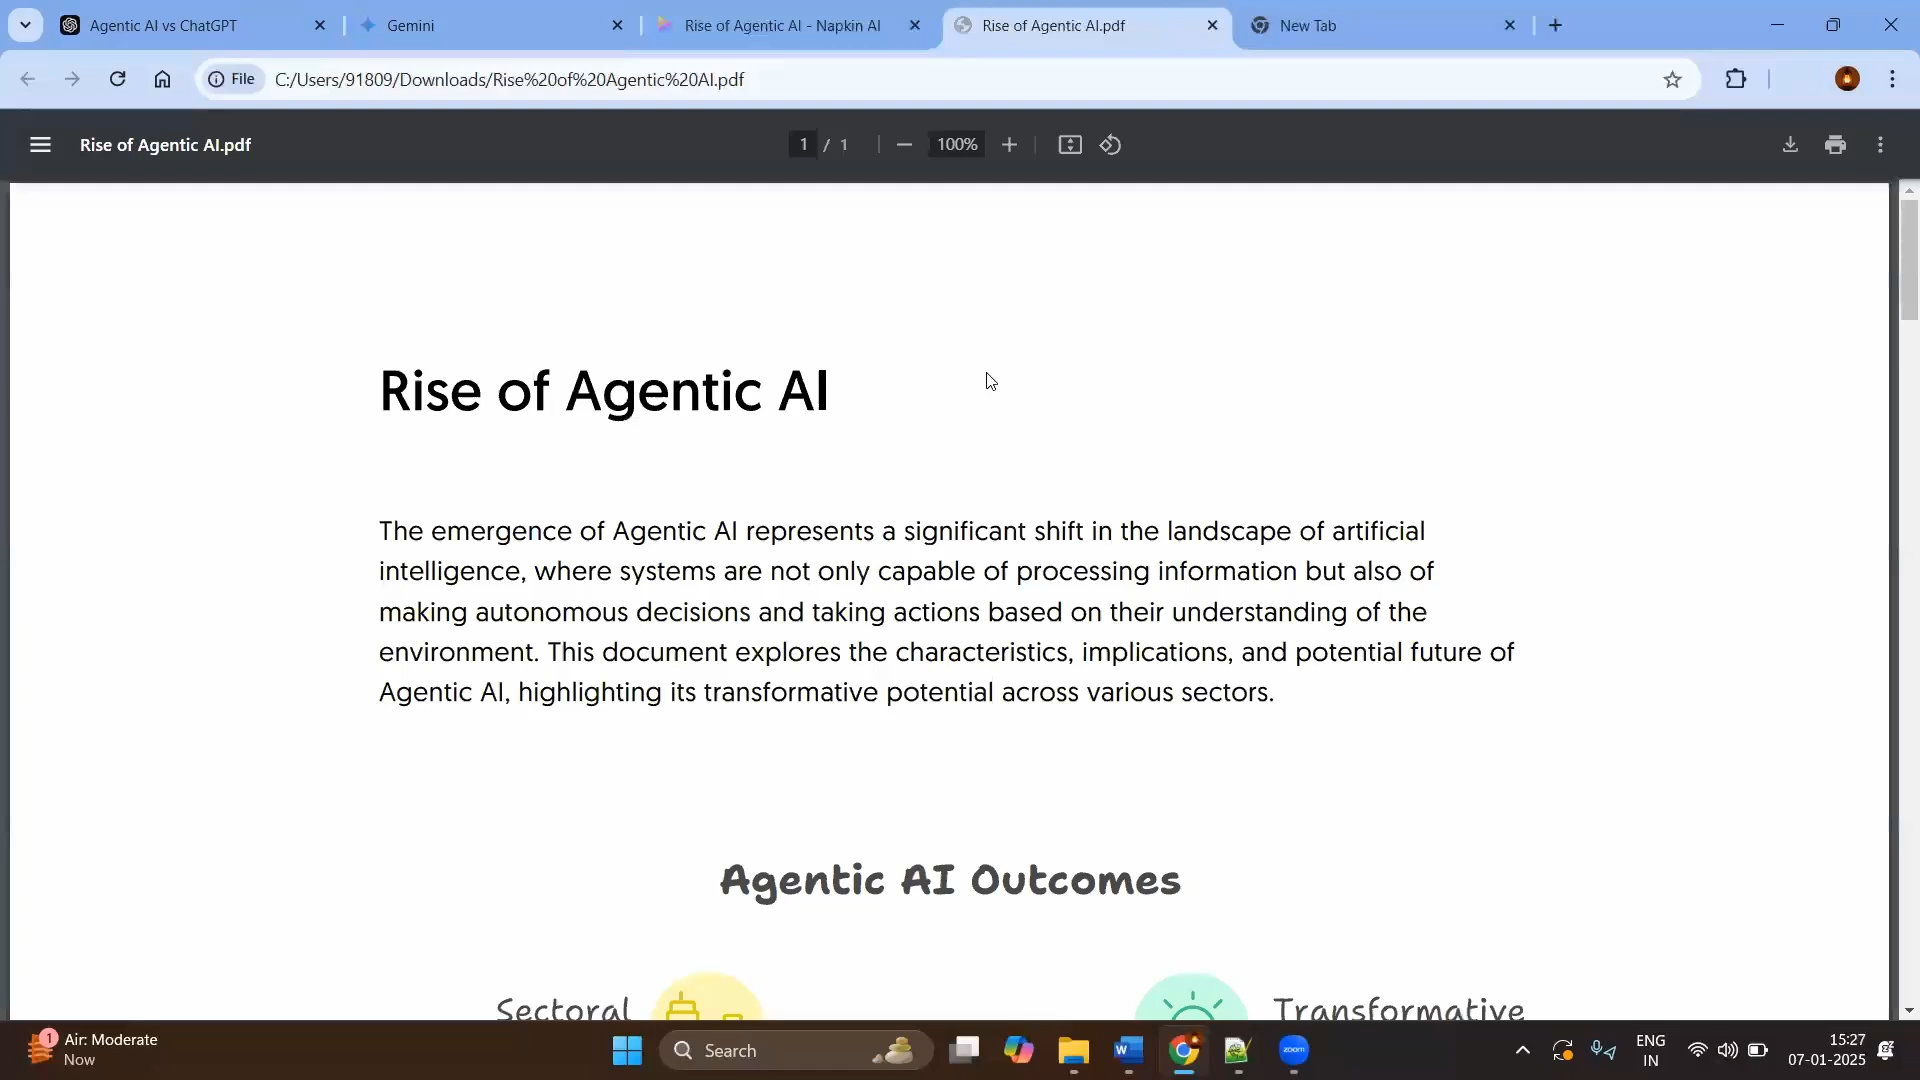 Agentic AI vs ChatGPT
Gemini
Rise of Agentic AI - Napkin AI
Rise of Agentic AI.pdf
New Tab
File
C:/Users/91809/Downloads/Rise%20of%20Agentic%20AI.pdf
Rise of Agentic AI.pdf
1 / 1
100%
Rise of Agentic AI
The emergence of Agentic AI represents a significant shift in the landscape of artificial
intelligence, where systems are not only capable of processing information but also of
making autonomous decisions and taking actions based on their understanding of the
environment. This document explores the characteristics, implications, and potential future of
Agentic AI, highlighting its transformative potential across various sectors.
Agentic AI Outcomes
Sectoral
Transformative
1
Air: Moderate
Now
Search
W
zoom
ENG
IN
15:27
07-01-2025